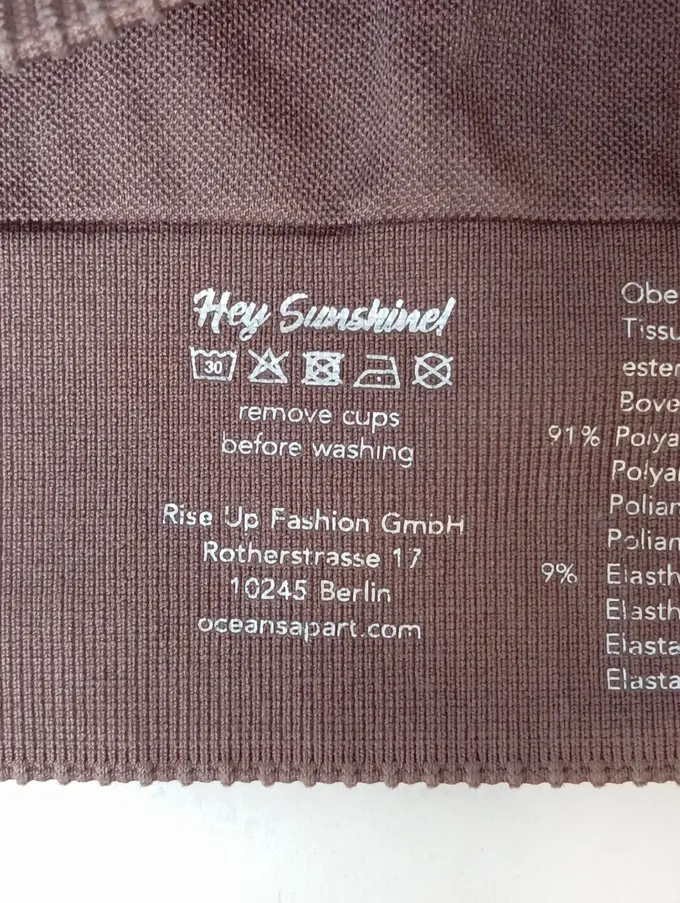 Hey Sunshine!
30
remove cups
before washing
Rise Up Fashion GmbH
Rotherstrasse 17
10245 Berlin
oceansapart.com
Obe
Tissu
ester
Bove
91% Polya
Polya
Polian
Polian
9% Elasth
Elasth
Elasta
Elasta